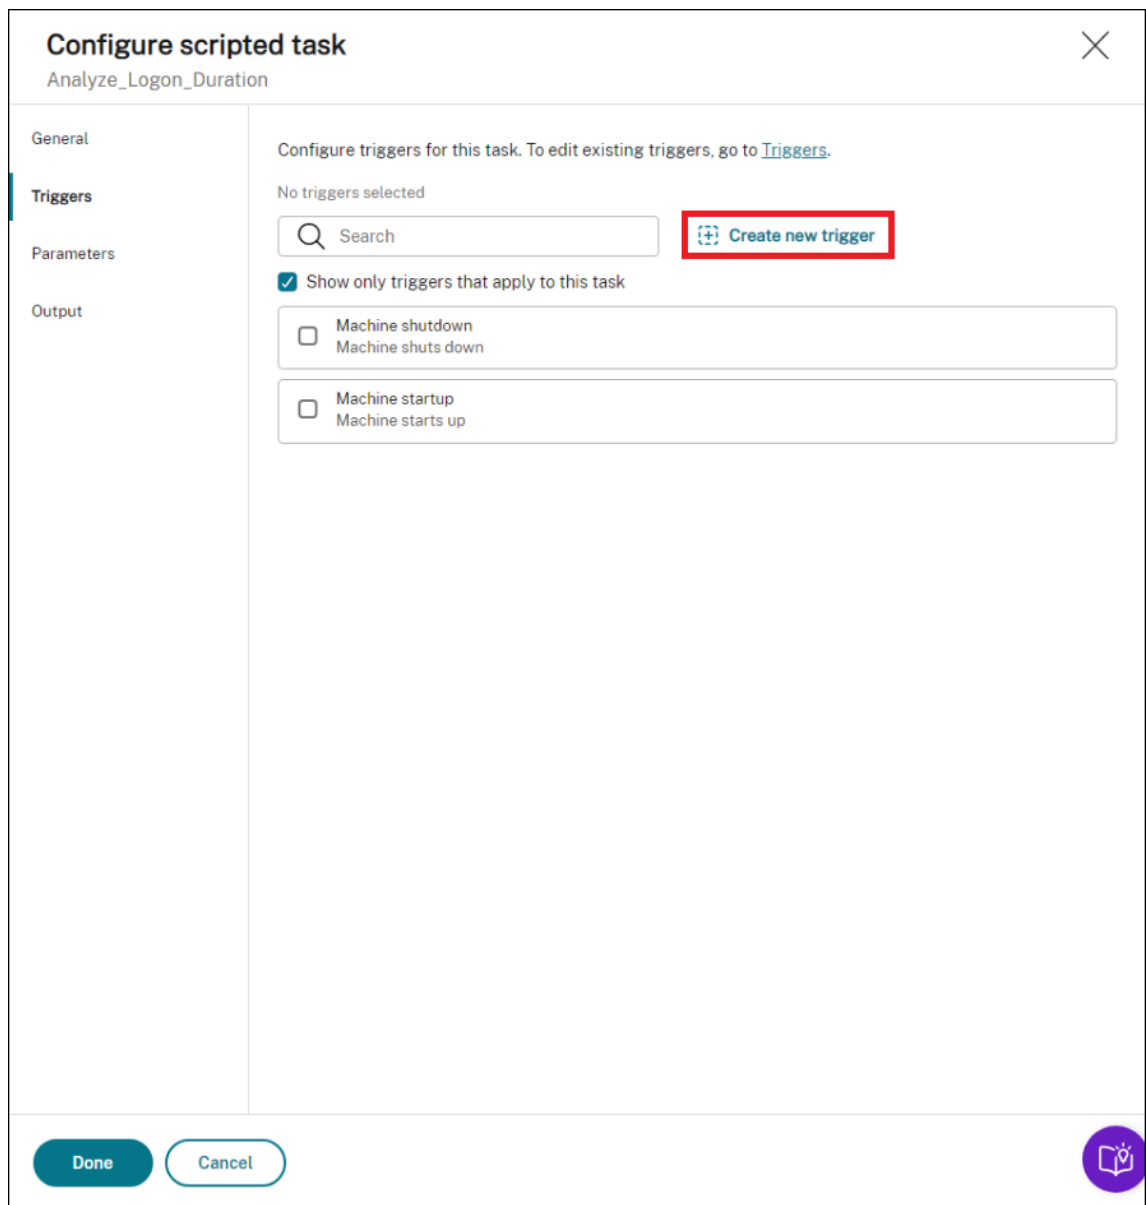 Configure scripted task
Analyze_Logon_Duration
General
Triggers
Parameters
Output
Configure triggers for this task. To edit existing triggers, go to Triggers.
No triggers selected
Search
Create new trigger
Show only triggers that apply to this task
Machine shutdown
Machine shuts down
Machine startup
Machine starts up
Done
Cancel